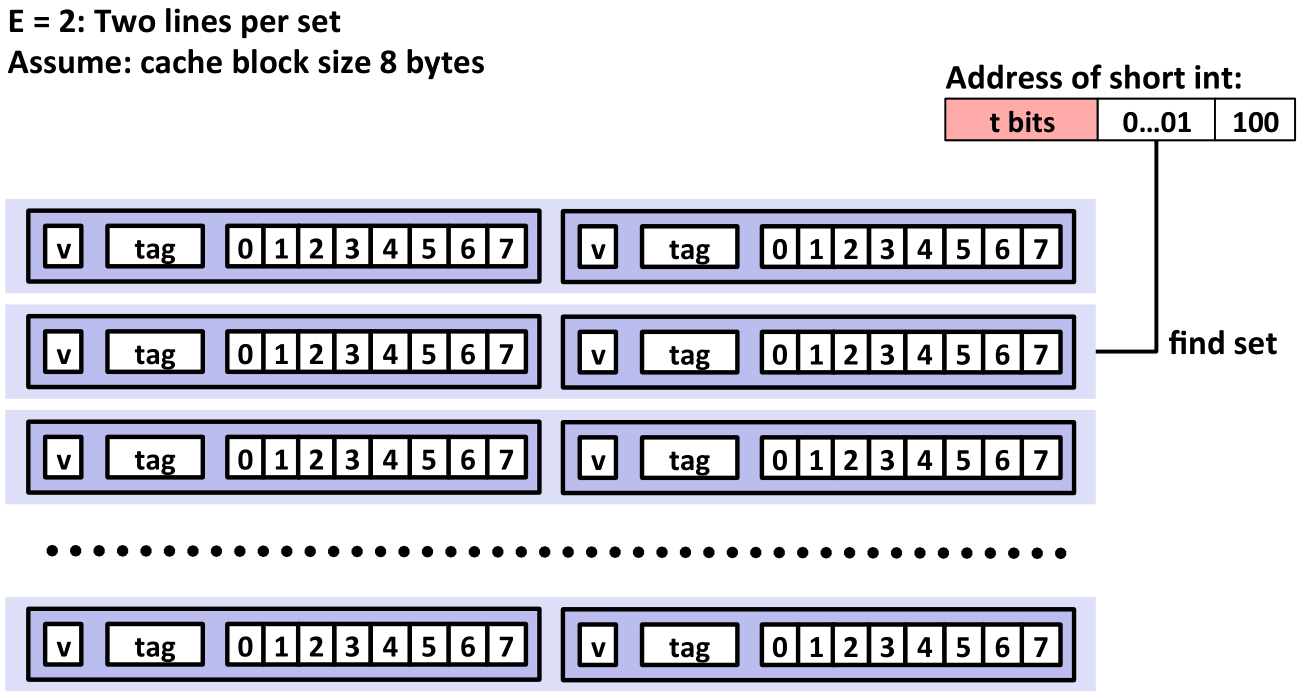 E = 2: Two lines per set
Assume: cache block size 8 bytes
Address of short int:
t bits 0...01 100
v tag 0 1 2 3 4 5 6 7 v tag 0 1 2 3 4 5 6 7
v tag 0 1 2 3 4 5 6 7 v tag 0 1 2 3 4 5 6 7 find set
v tag 0 1 2 3 4 5 6 7 v tag 0 1 2 3 4 5 6 7
v tag 0 1 2 3 4 5 6 7 v tag 0 1 2 3 4 5 6 7